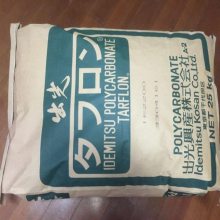 出光
タフロン®
IDEMITSU POLYCARBONATE
TARFLON®
POLYCARBONATE
出光興産株式会社
Idemitsu Kosan Co.,Ltd.
NET 25 kg
A-2